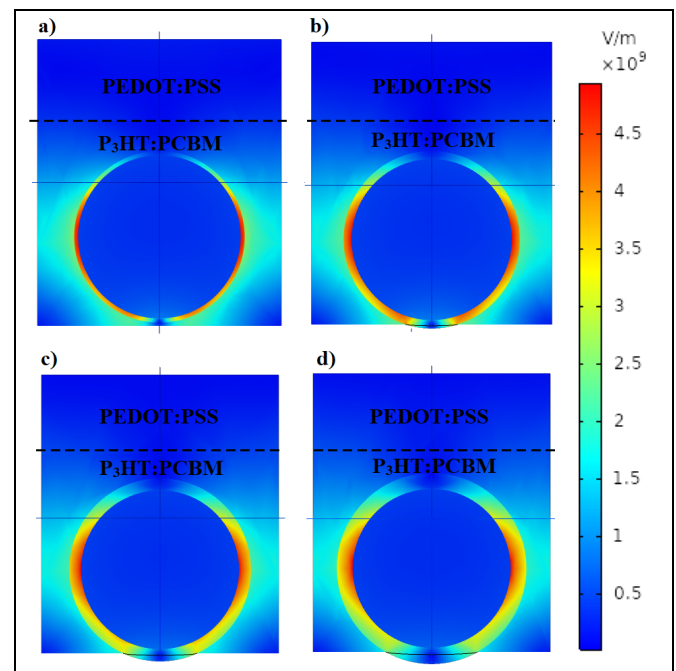 a)
PEDOT:PSS
P₃HT:PCBM
b)
PEDOT:PSS
P₃HT:PCBM
c)
PEDOT:PSS
P₃HT:PCBM
d)
PEDOT:PSS
P₃HT:PCBM
V/m
×10⁹
4.5
4
3.5
3
2.5
2
1.5
1
0.5